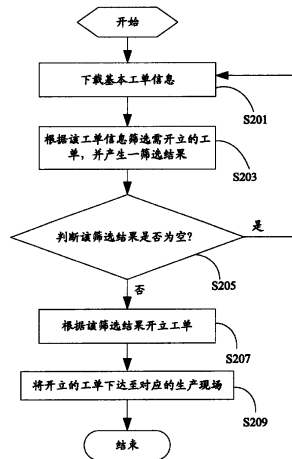 开始
下载基本工单信息
S201
根据该工单信息筛选需开立的工
单，并产生一筛选结果
S203
判断该筛选结果是否为空?
是
S205
否
根据该筛选结果开立工单
S207
将开立的工单下达至对应的生产现场
S209
结束